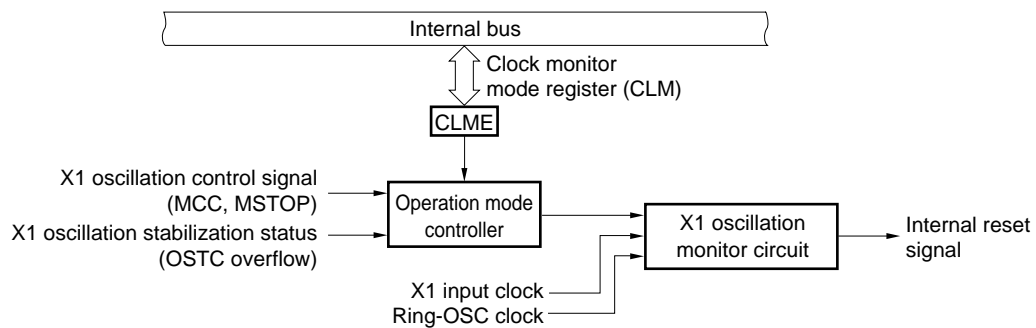 Internal bus
Clock monitor
mode register (CLM)
CLME
X1 oscillation control signal
(MCC, MSTOP)
X1 oscillation stabilization status
(OSTC overflow)
Operation mode
controller
X1 oscillation
monitor circuit
Internal reset
signal
X1 input clock
Ring-OSC clock